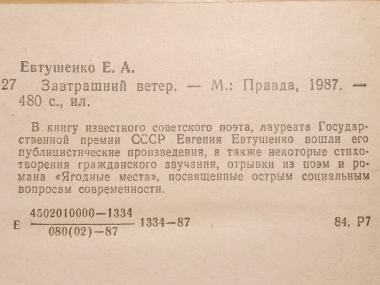 Евтушенко Е. А.
27 Завтрашний ветер. — М.: Правда, 1987. —
480 с., ил.
В книгу известного советского поэта, лауреата Государ-
ственной премии СССР Евгения Евтушенко вошли его
публицистические произведения, а также некоторые стихо-
творения гражданского звучания, отрывки из поэм и ро-
мана «Ягодные места», посвященные острым социальным
вопросам современности.
4502010000—1334
Е 1334—87 84. Р7
080(02)—87